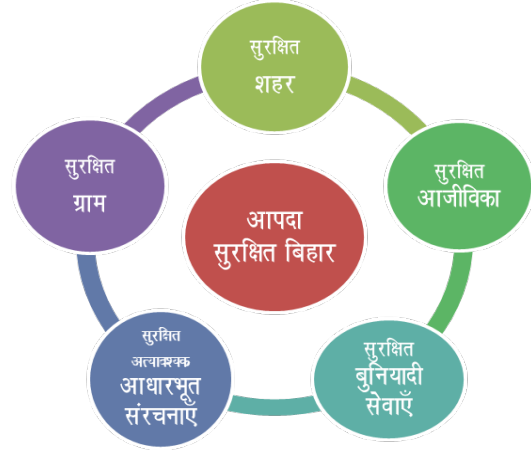 सुरक्षित
शहर
सुरक्षित
आजीविका
सुरक्षित
बुनियादी
सेवाएँ
सुरक्षित
आधारभूत
संरचनाएँ
सुरक्षित
ग्राम
आपदा
सुरक्षित बिहार